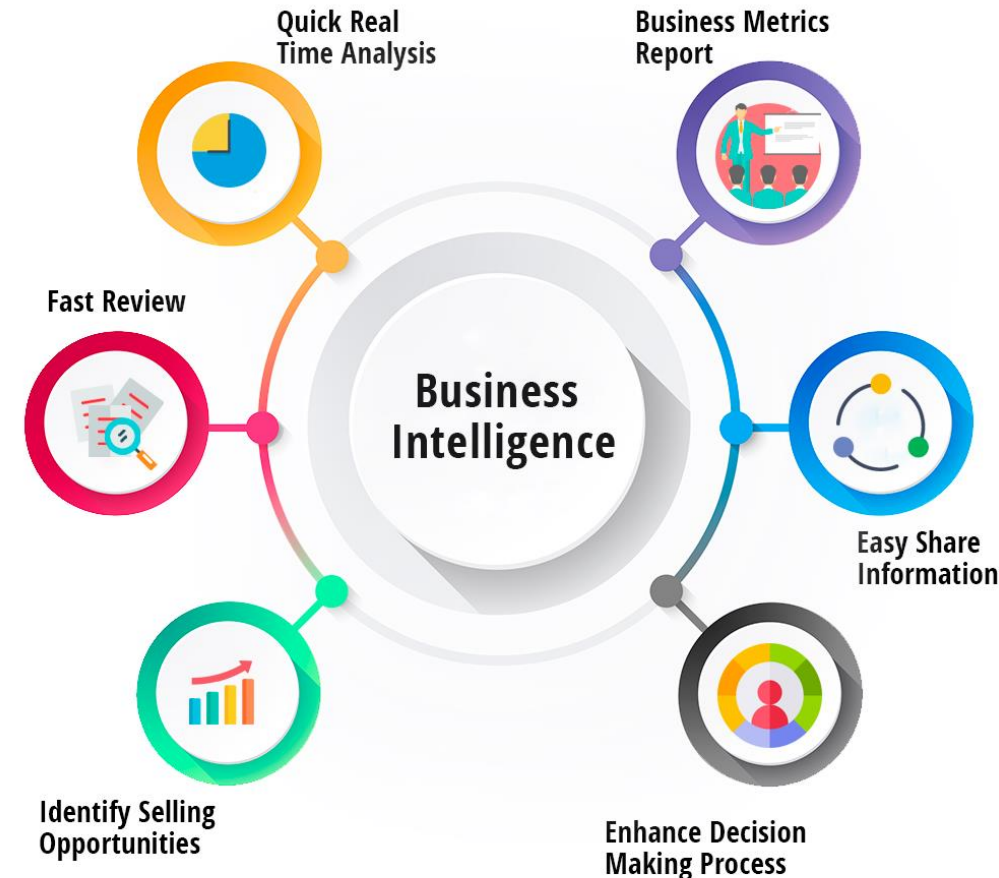 Quick Real
Time Analysis
Business Metrics
Report
Fast Review
Business
Intelligence
Easy Share
Information
Identify Selling
Opportunities
Enhance Decision
Making Process